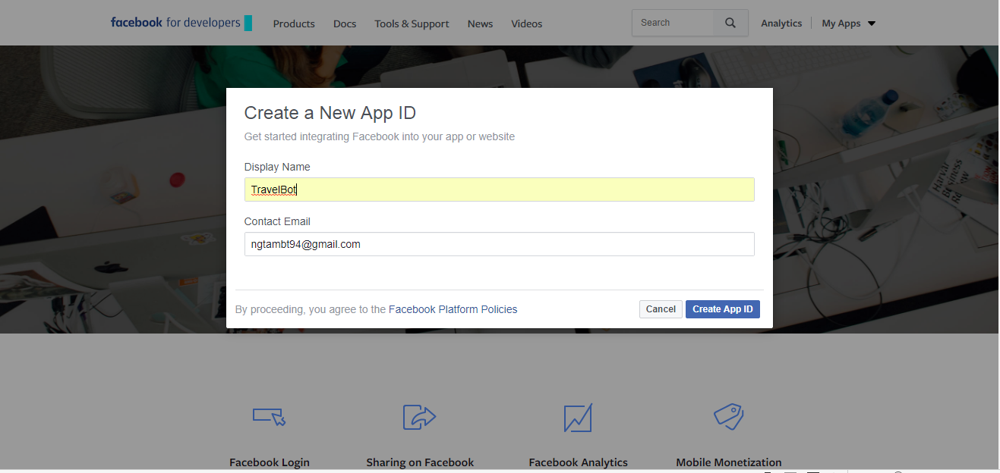 facebook for developers Products Docs Tools & Support News Videos Search Analytics My Apps
Create a New App ID
Get started integrating Facebook into your app or website
Display Name
TravelBot
Contact Email
ngtambt94@gmail.com
By proceeding, you agree to the Facebook Platform Policies Cancel Create App ID
Harvard
Business
Facebook Login Sharing on Facebook Facebook Analytics Mobile Monetization